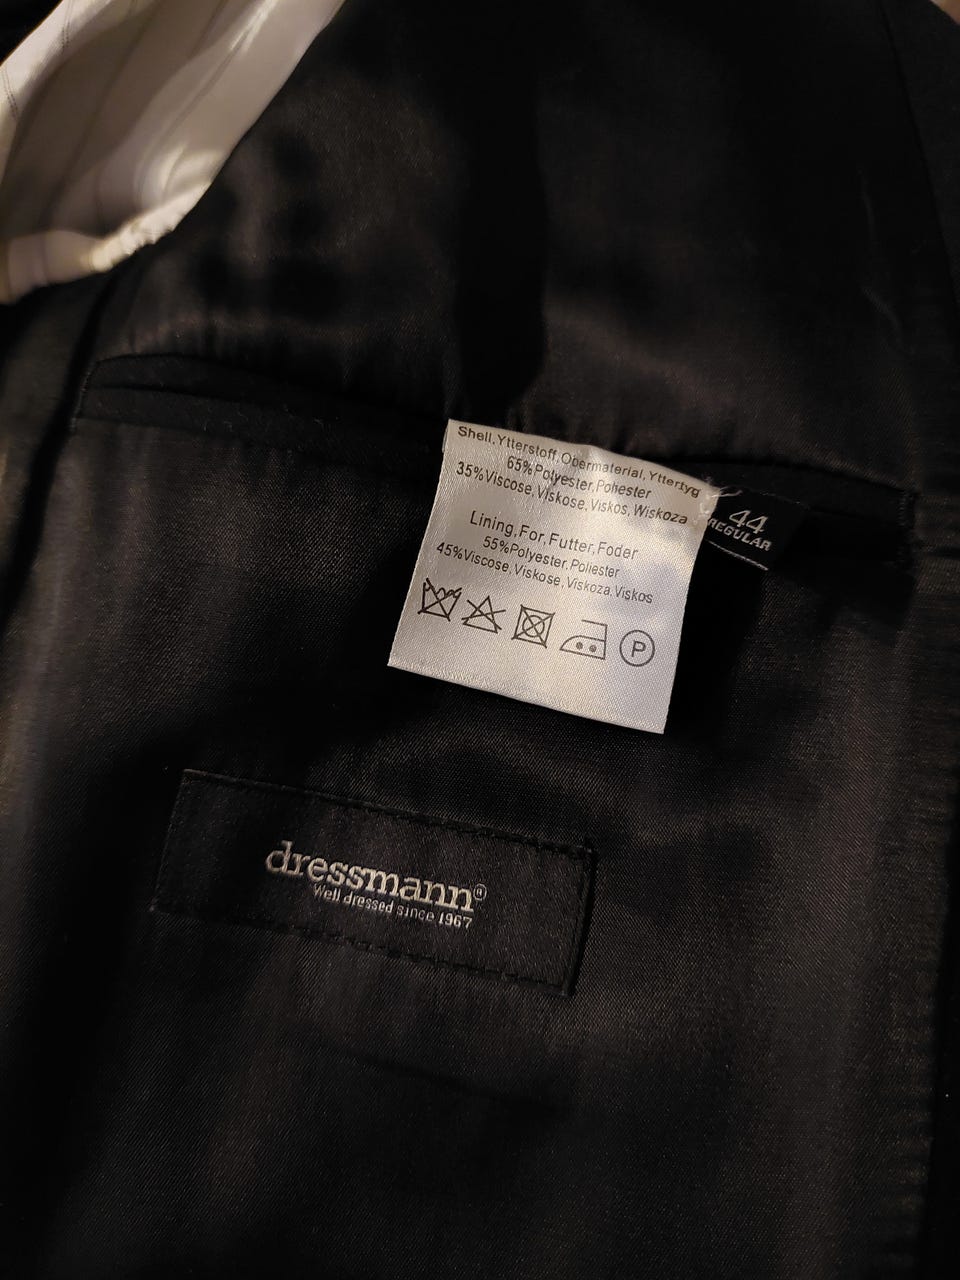 Shell,Ytterstoff,Obermaterial,Yttertyg
65%Polyester,Poliester
35%Viscose,Viskose,Viskos,Wiskoza
Lining,For,Futter,Foder
55%Polyester,Poliester
45%Viscose,Viskose,Viskoza,Viskos
P
44
REGULAR
dressmann®
Well dressed since 1967